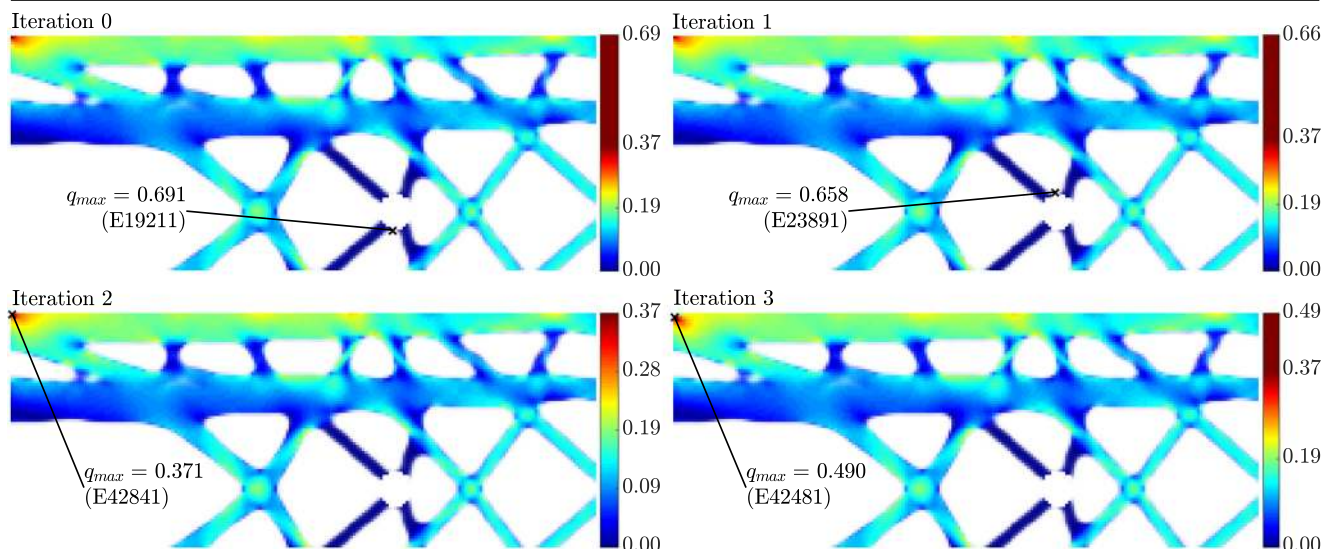 Iteration 0
0.69
0.37
0.19
0.00
q_max = 0.691
(E19211)
Iteration 1
0.66
0.37
0.19
0.00
q_max = 0.658
(E23891)
Iteration 2
0.37
0.28
0.19
0.09
0.00
q_max = 0.371
(E42841)
Iteration 3
0.49
0.37
0.19
0.00
q_max = 0.490
(E42481)